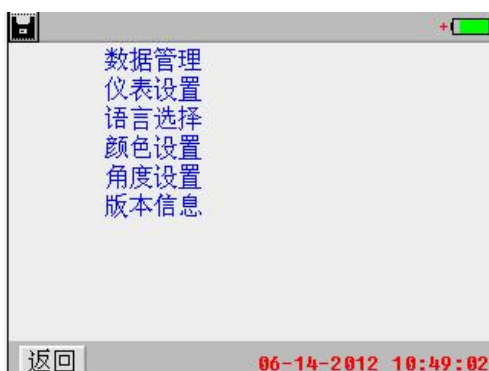 数据管理
仪表设置
语言选择
颜色设置
角度设置
版本信息
返回
06-14-2012 10:49:02